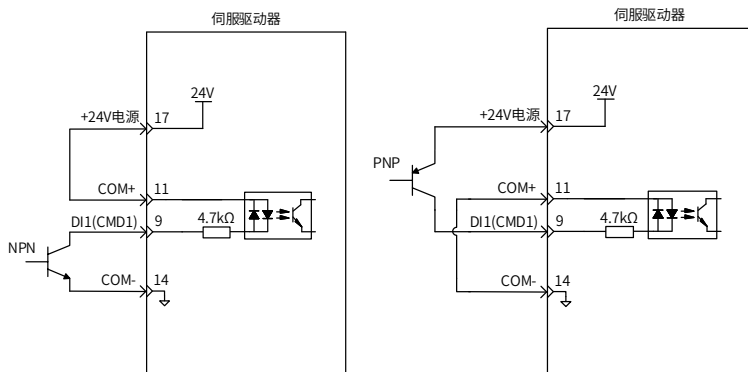 伺服驱动器
24V
+24V电源
17
COM+
11
DI1(CMD1)
9
4.7kΩ
NPN
COM-
14
伺服驱动器
24V
+24V电源
17
PNP
COM+
11
DI1(CMD1)
9
4.7kΩ
COM-
14